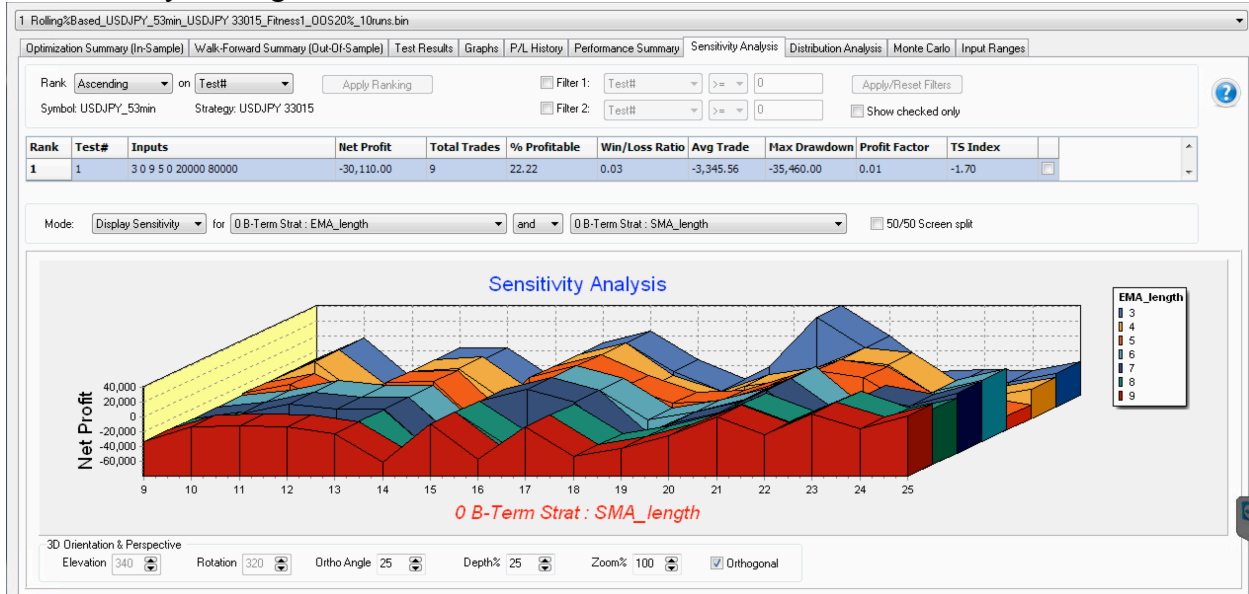 1 Rolling%Based_USDJPY_53min_USDJPY 33015_Fitness1_OOS20%_10runs.bin
Optimization Summary (In-Sample) Walk-Forward Summary (Out-Of-Sample) Test Results Graphs P/L History Performance Summary Sensitivity Analysis Distribution Analysis Monte Carlo Input Ranges
Rank Ascending on Test# Apply Ranking Filter 1: Test# >= 0 Apply/Reset Filters
Symbol: USDJPY_53min Strategy: USDJPY 33015 Filter 2: Test# >= 0 Show checked only
Rank Test# Inputs Net Profit Total Trades % Profitable Win/Loss Ratio Avg Trade Max Drawdown Profit Factor TS Index
1 1 3 0 9 5 0 20000 80000 -30,110.00 9 22.22 0.03 -3,345.56 -35,460.00 0.01 -1.70
Mode: Display Sensitivity for 0 B-Term Strat : EMA_length and 0 B-Term Strat : SMA_length 50/50 Screen split
Sensitivity Analysis
EMA_length
3
4
5
6
7
8
9
Net Profit
40,000
20,000
0
-20,000
-40,000
-60,000
9 10 11 12 13 14 15 16 17 18 19 20 21 22 23 24 25
0 B-Term Strat : SMA_length
3D Orientation & Perspective
Elevation 340 Rotation 320 Ortho Angle 25 Depth% 25 Zoom% 100 Orthogonal